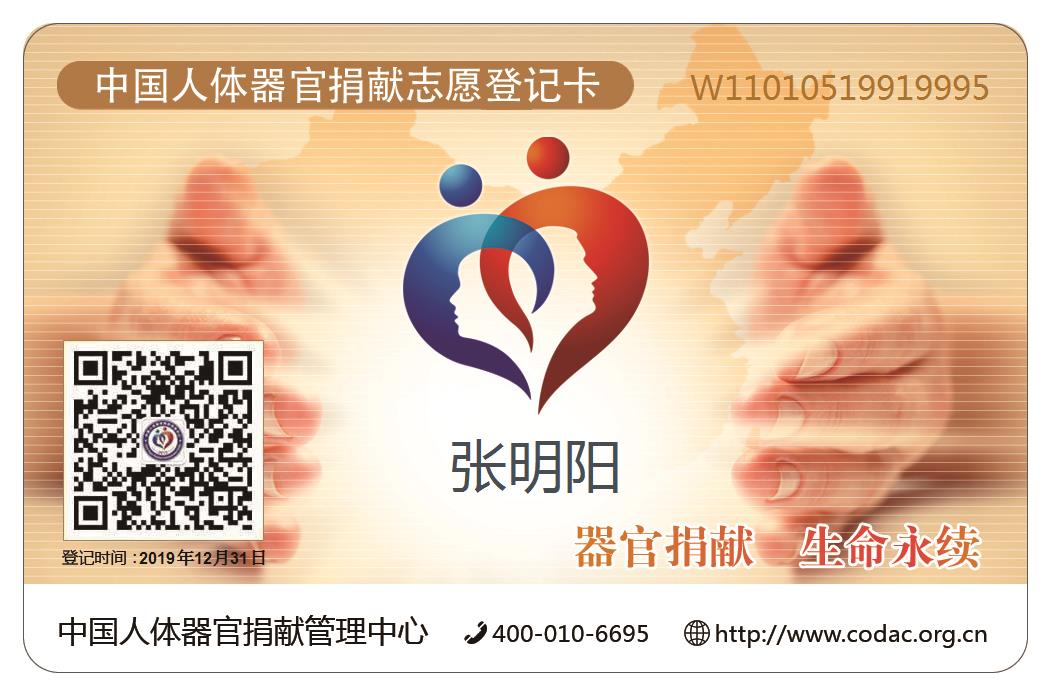 中国人体器官捐献志愿登记卡 W11010519919995
张明阳
器官捐献 生命永续
登记时间:2019年12月31日
中国人体器官捐献管理中心 400-010-6695 http://www.codac.org.cn